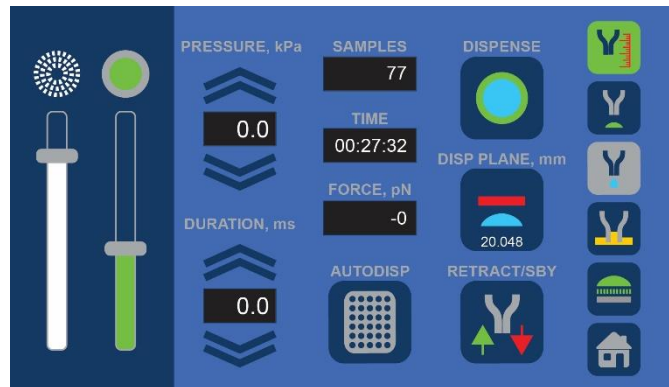 PRESSURE, kPa
0.0
DURATION, ms
0.0
SAMPLES
77
TIME
00:27:32
FORCE, pN
-0
AUTODISP
DISPENSE
DISP PLANE, mm
20.048
RETRACT/SBY